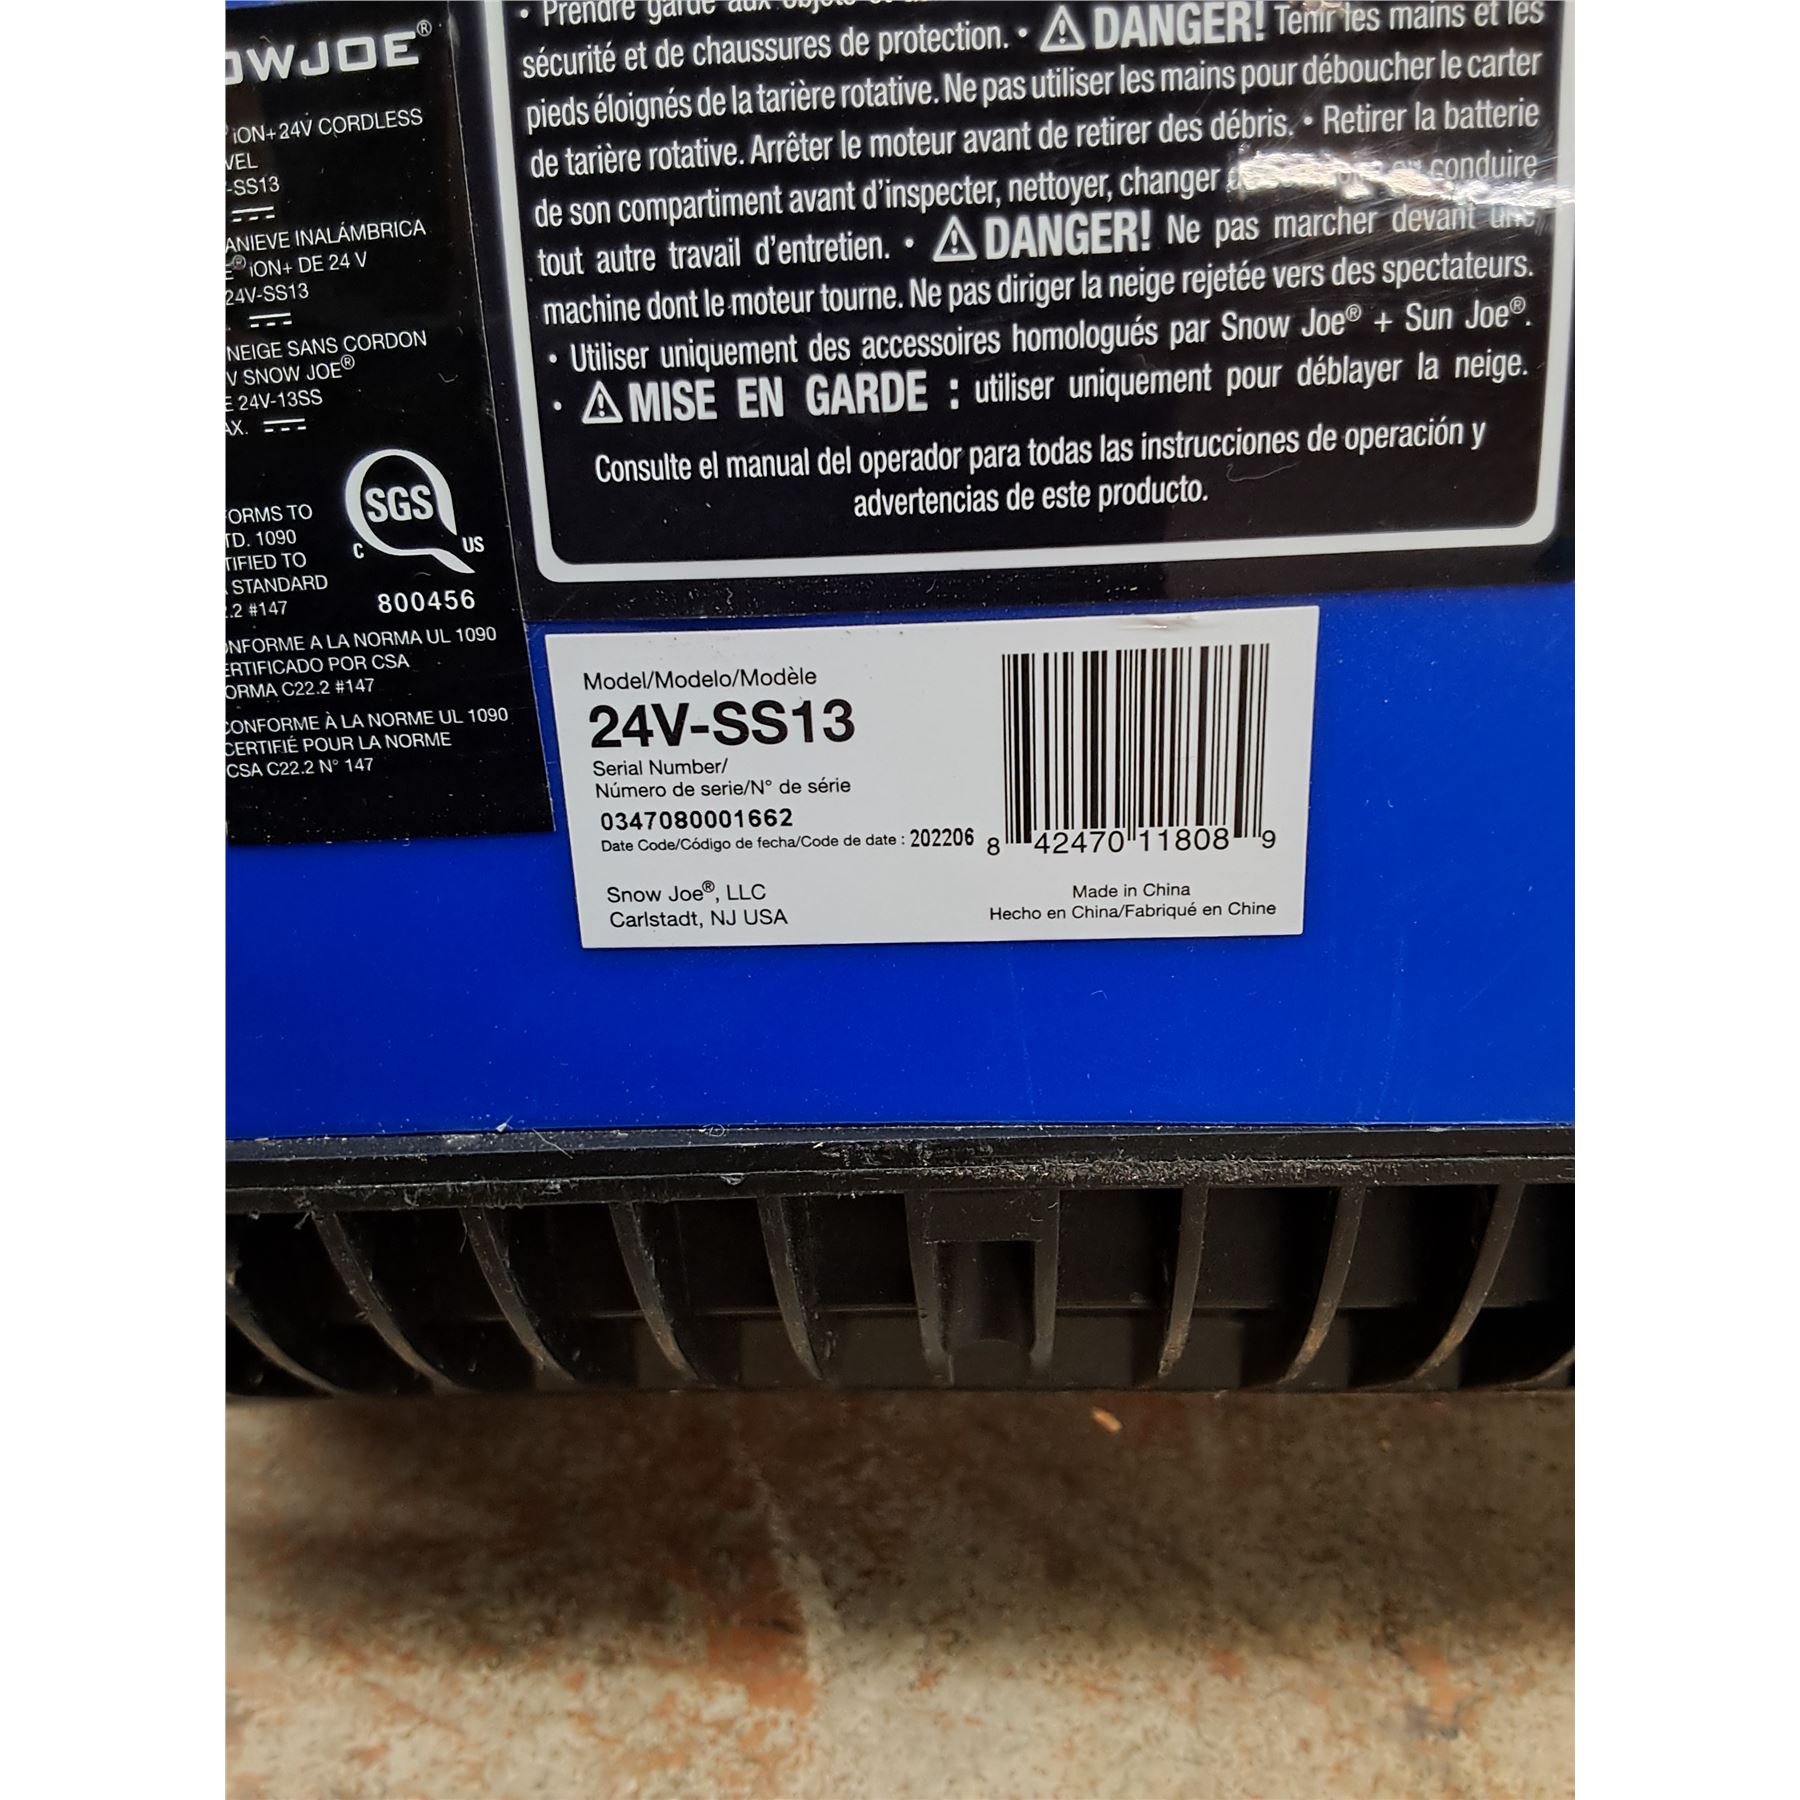 OWJOE®
iON+24V CORDLESS
VEL
-SS13
ANIEVE INALÁMBRICA
E® iON+ DE 24 V
24V-SS13
NEIGE SANS CORDON
V SNOW JOE®
E 24V-13SS
AX.
FORMS TO
TD. 1090
TIFIED TO
STANDARD
.2 #147
SGS
C US
800456
ONFORME A LA NORMA UL 1090
ERTIFICADO POR CSA
ORMA C22.2 #147
CONFORME À LA NORME UL 1090
CERTIFIÉ POUR LA NORME
CSA C22.2 N° 147
• Prendre garde aux objets
sécurité et de chaussures de protection. • ⚠ DANGER! Tenir les mains et les
pieds éloignés de la tarière rotative. Ne pas utiliser les mains pour déboucher le carter
de tarière rotative. Arrêter le moteur avant de retirer des débris. • Retirer la batterie
de son compartiment avant d'inspecter, nettoyer, changer conduire
tout autre travail d'entretien. • ⚠ DANGER! Ne pas marcher devant une
machine dont le moteur tourne. Ne pas diriger la neige rejetée vers des spectateurs.
• Utiliser uniquement des accessoires homologués par Snow Joe® + Sun Joe®.
• ⚠ MISE EN GARDE : utiliser uniquement pour déblayer la neige.
Consulte el manual del operador para todas las instrucciones de operación y
advertencias de este producto.
Model/Modelo/Modèle
24V-SS13
Serial Number/
Número de serie/N° de série
0347080001662
Date Code/Código de fecha/Code de date : 202206
8 42470 11808 9
Snow Joe®, LLC
Carlstadt, NJ USA
Made in China
Hecho en China/Fabriqué en Chine